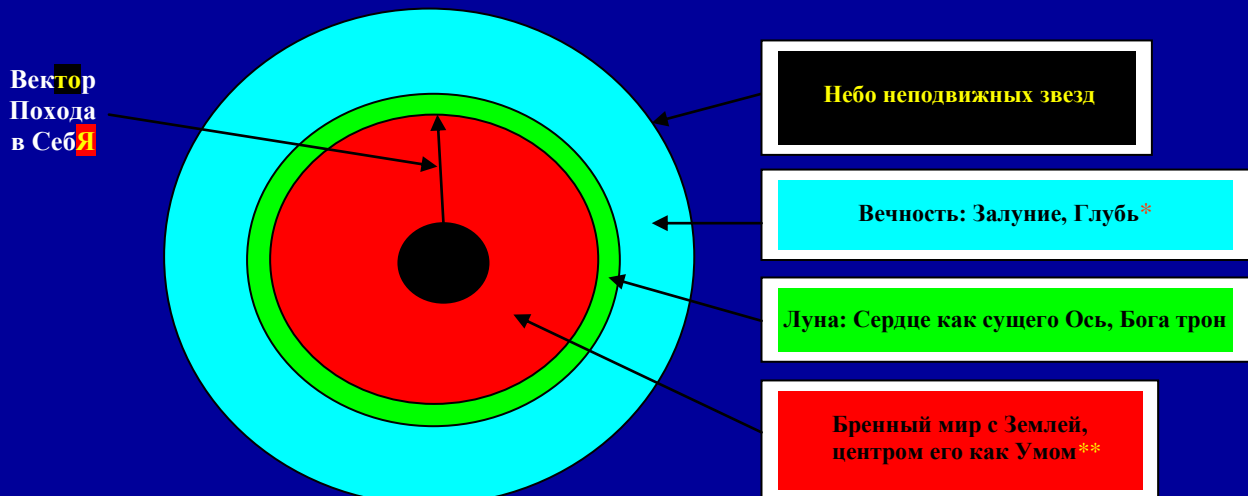 Вектор
Похода
в СебЯ
Небо неподвижных звезд
Вечность: Залуние, Глубь*
Луна: Сердце как сущего Ось, Бога трон
Бренный мир с Землей,
центром его как Умом**